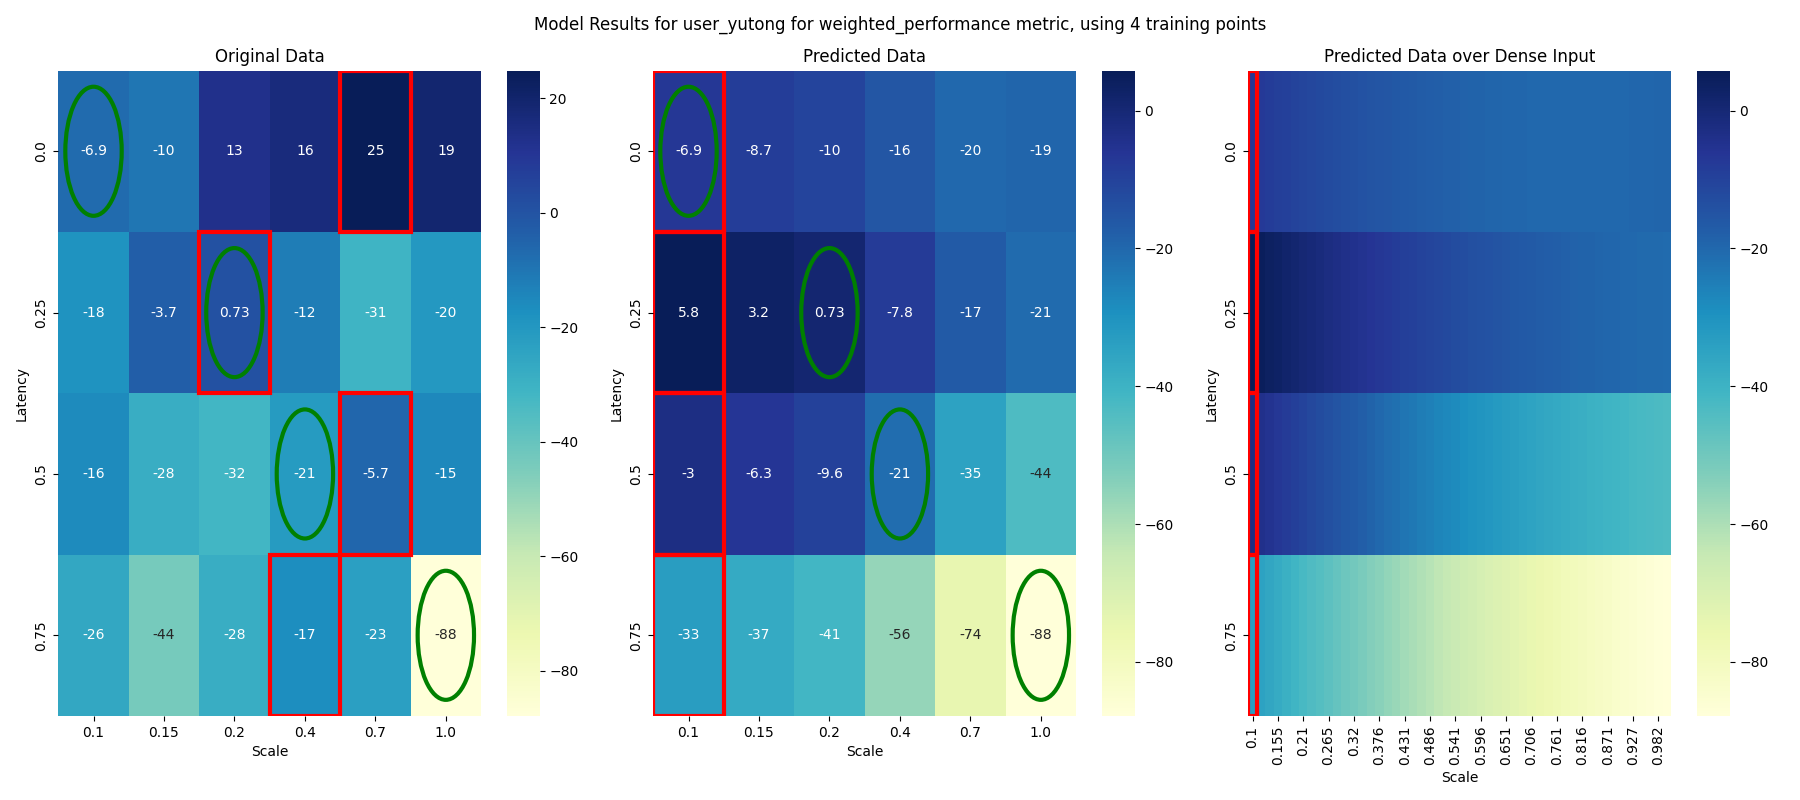 Model Results for user_yutong for weighted_performance metric, using 4 training points
Original Data
Latency
0.0
0.25
0.5
0.75
-6.9 -10 13 16 25 19
-18 -3.7 0.73 -12 -31 -20
-16 -28 -32 -21 -5.7 -15
-26 -44 -28 -17 -23 -88
0.1 0.15 0.2 0.4 0.7 1.0
Scale
20
0
−20
−40
−60
−80
Predicted Data
Latency
0.0
0.25
0.5
0.75
-6.9 -8.7 -10 -16 -20 -19
5.8 3.2 0.73 -7.8 -17 -21
-3 -6.3 -9.6 -21 -35 -44
-33 -37 -41 -56 -74 -88
0.1 0.15 0.2 0.4 0.7 1.0
Scale
0
−20
−40
−60
−80
Predicted Data over Dense Input
Latency
0.0
0.25
0.5
0.75
0.1 0.155 0.21 0.265 0.32 0.376 0.431 0.486 0.541 0.596 0.651 0.706 0.761 0.816 0.871 0.927 0.982
Scale
0
−20
−40
−60
−80